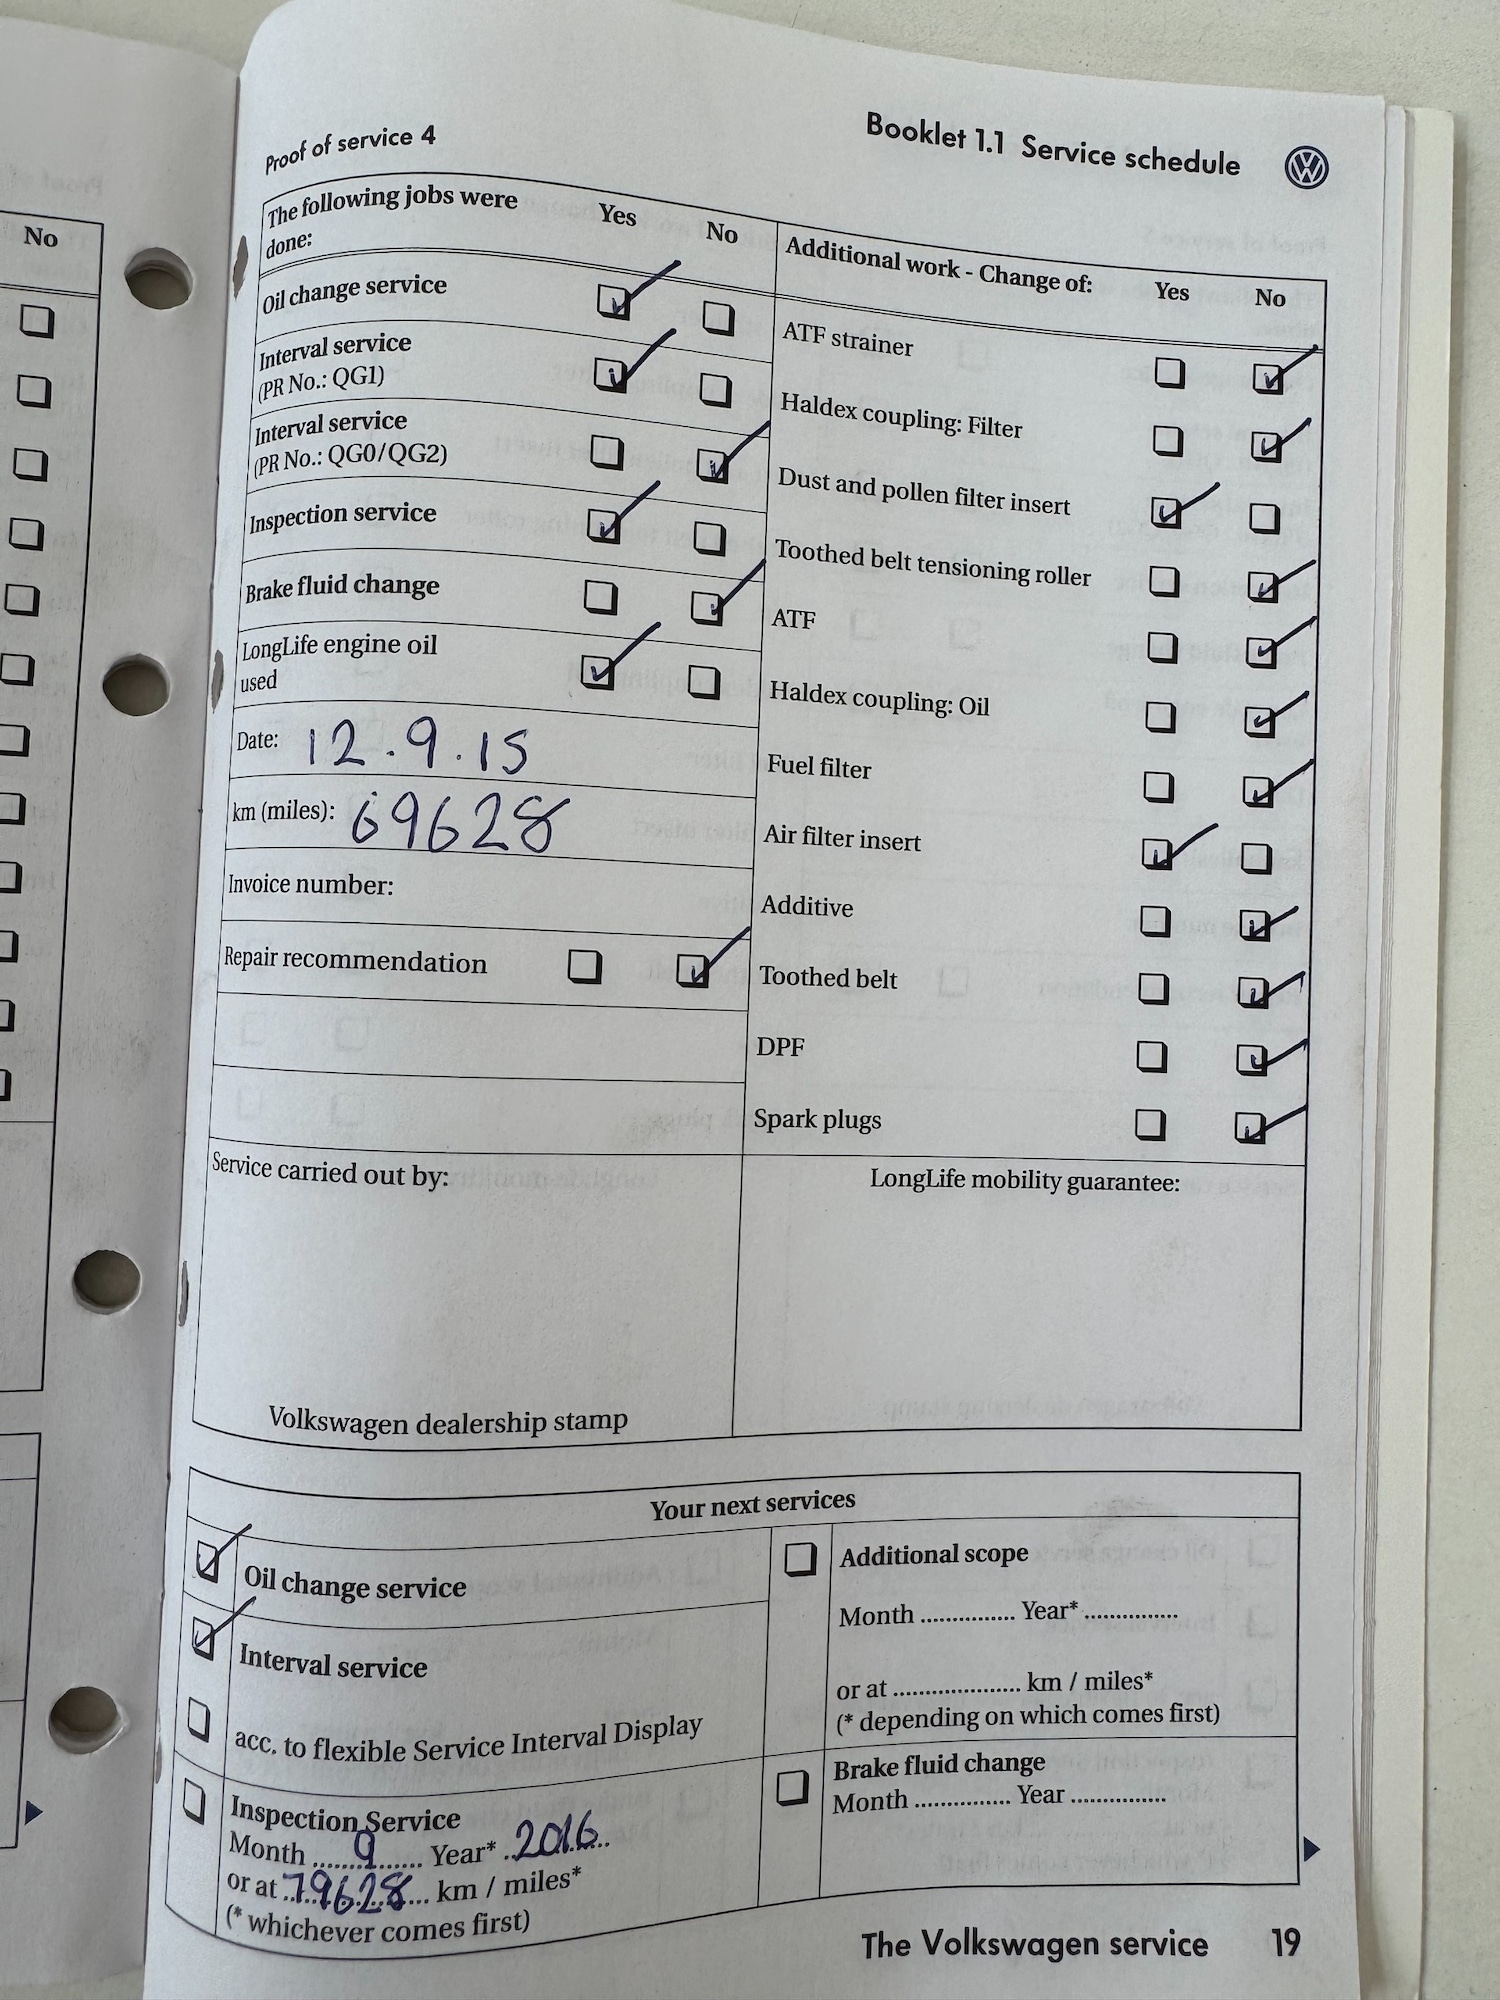 No
Proof of service 4
Booklet 1.1 Service schedule
The following jobs were done:
Yes
No
Oil change service
Interval service
(PR No.: QG1)
Interval service
(PR No.: QG0/QG2)
Inspection service
Brake fluid change
LongLife engine oil
used
Date: 12.9.15
km (miles): 69628
Invoice number:
Repair recommendation
Additional work - Change of:
Yes
No
ATF strainer
Haldex coupling: Filter
Dust and pollen filter insert
Toothed belt tensioning roller
ATF
Haldex coupling: Oil
Fuel filter
Air filter insert
Additive
Toothed belt
DPF
Spark plugs
Service carried out by:
Volkswagen dealership stamp
LongLife mobility guarantee:
Your next services
Oil change service
Interval service
acc. to flexible Service Interval Display
Inspection Service
Month 9 Year* 2016
or at 79628 km / miles*
(* whichever comes first)
Additional scope
Month ............... Year* ...............
or at .................... km / miles*
(* depending on which comes first)
Brake fluid change
Month ............... Year ...............
The Volkswagen service 19